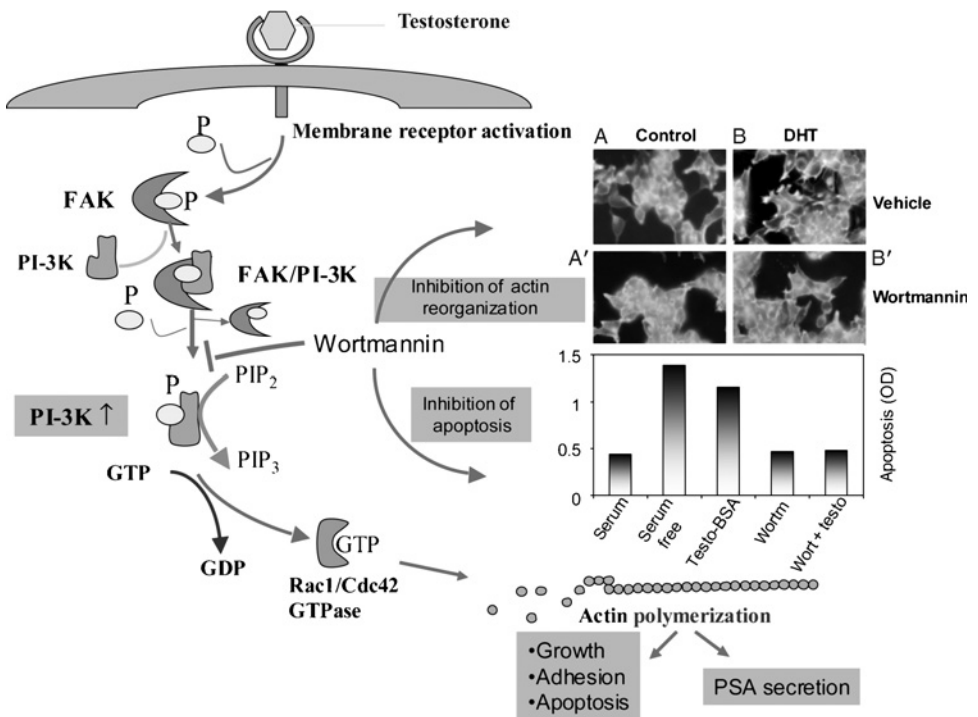 Testosterone
Membrane receptor activation
P
FAK
P
PI-3K
FAK/PI-3K
P
Wortmannin
PIP2
P
PI-3K ↑
PIP3
GTP
GDP
GTP
Rac1/Cdc42
GTPase
Inhibition of actin
reorganization
Inhibition of
apoptosis
A Control B DHT
Vehicle
A′ B′
Wortmannin
1.5
1
0.5
0
Apoptosis (OD)
Serum
Serum
free
Testo-BSA
Wortm
Wort + testo
Actin polymerization
•Growth
•Adhesion
•Apoptosis
PSA secretion